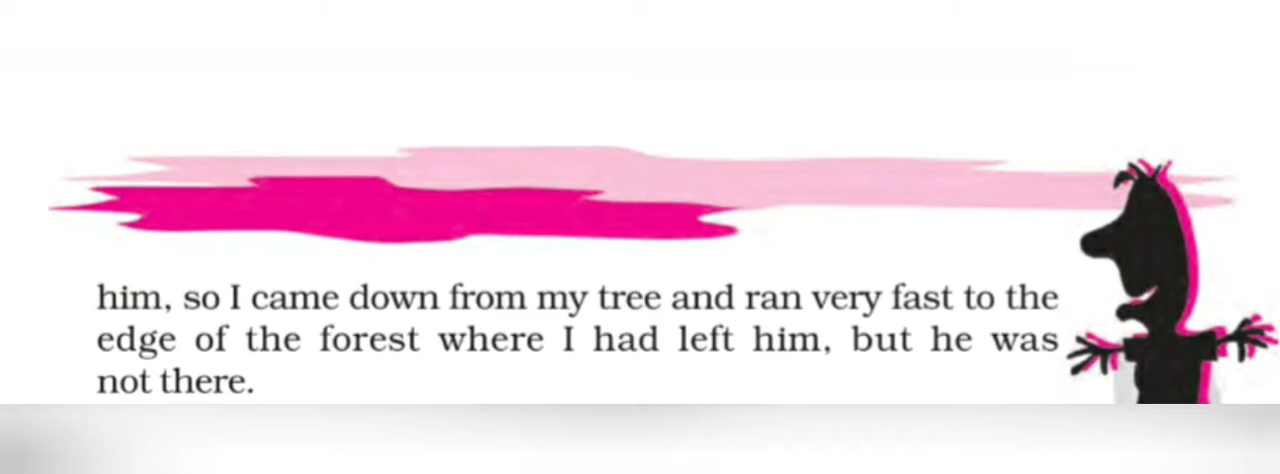 him, so I came down from my tree and ran very fast to the
edge of the forest where I had left him, but he was
not there.